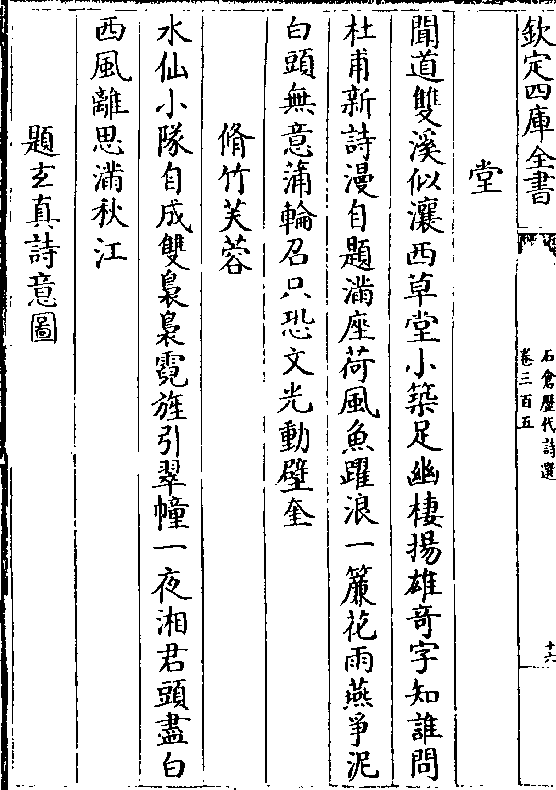 欽定四庫全書
石倉歷代詩選
卷三百五
十六
堂
聞道雙溪似瀼西草堂小築足幽棲揚雄奇字知誰問
杜甫新詩漫自題滿座荷風魚躍浪一簾花雨燕爭泥
白頭無意蒲輪召只恐文光動壁奎
脩竹芙蓉
水仙小隊自成雙裊裊霓旌引翠幢一夜湘君頭盡白
西風離思滿秋江
題玄真詩意圖